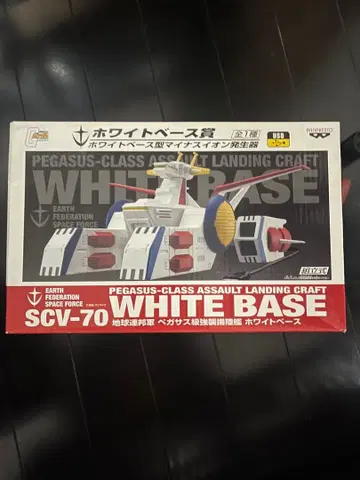 ホワイトベース賞
全1種
ホワイトベース型マイナスイオン発生器
USB
BANPRESTO
PEGASUS-CLASS ASSAULT LANDING CRAFT
WHITE BASE
EARTH
FEDERATION
SPACE FORCE
EARTH
FEDERATION
SPACE FORCE
PEGASUS-CLASS ASSAULT LANDING CRAFT
SCV-70 WHITE BASE
地球連邦軍 ペガサス級強襲揚陸艦 ホワイトベース